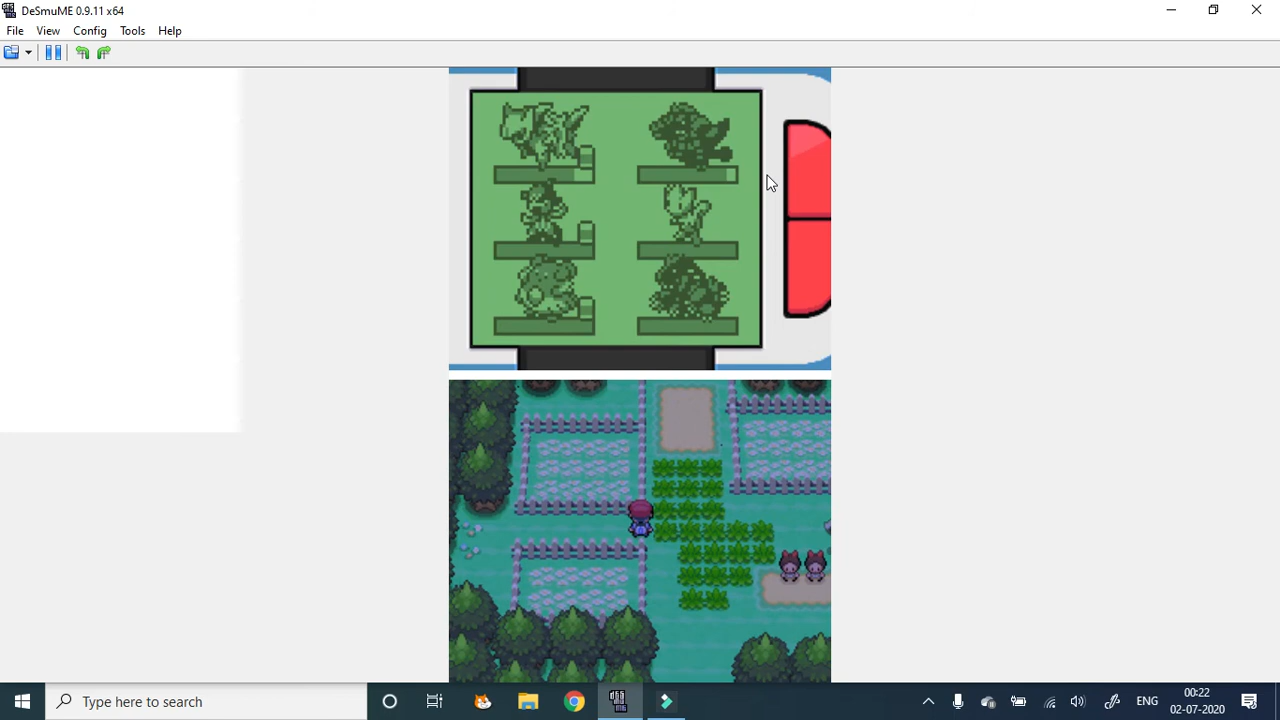 DeSmuME 0.9.11 x64
File View Config Tools Help
Type here to search
ENG
00:22
02-07-2020